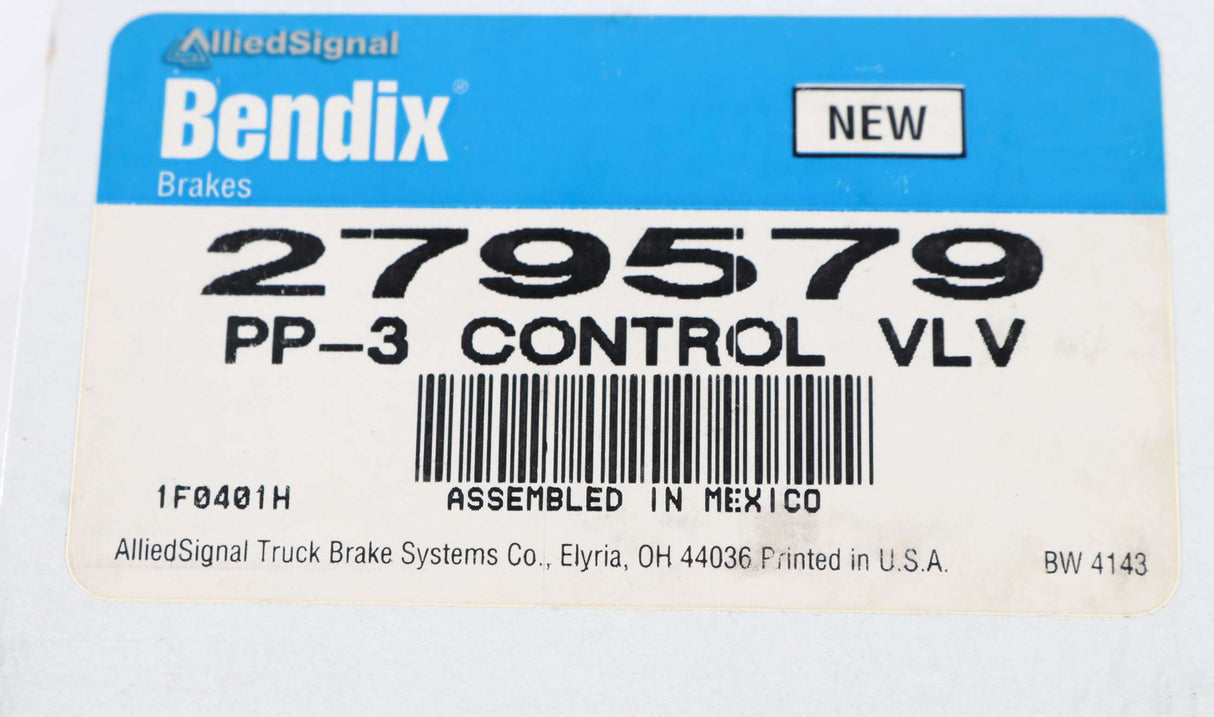 AlliedSignal
Bendix®
Brakes
NEW
279579
PP-3 CONTROL VLV
1F0401H
ASSEMBLED IN MEXICO
AlliedSignal Truck Brake Systems Co., Elyria, OH 44036 Printed in U.S.A.
BW 4143